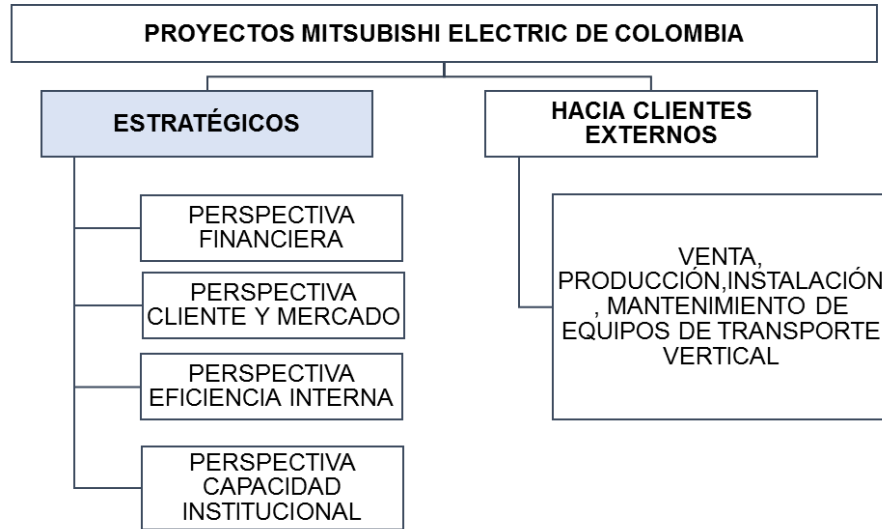 PROYECTOS MITSUBISHI ELECTRIC DE COLOMBIA
ESTRATÉGICOS
HACIA CLIENTES
EXTERNOS
PERSPECTIVA
FINANCIERA
PERSPECTIVA
CLIENTE Y MERCADO
PERSPECTIVA
EFICIENCIA INTERNA
PERSPECTIVA
CAPACIDAD
INSTITUCIONAL
VENTA,
PRODUCCIÓN,INSTALACIÓN
, MANTENIMIENTO DE
EQUIPOS DE TRANSPORTE
VERTICAL